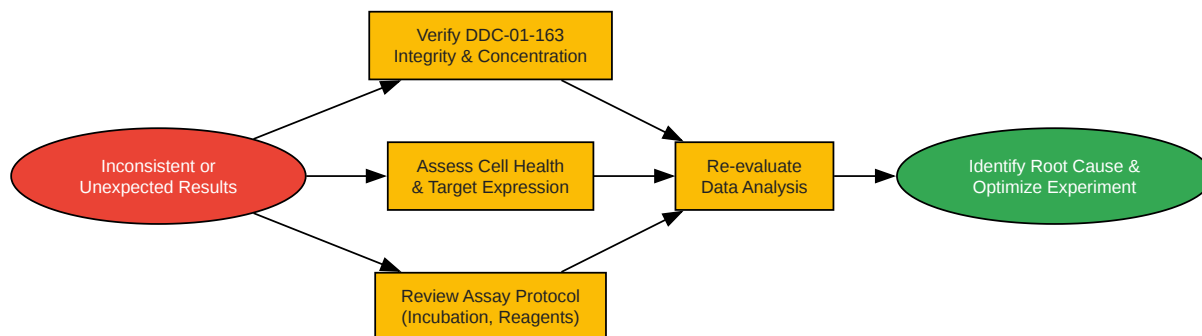 Verify DDC-01-163
Integrity & Concentration
Inconsistent or
Unexpected Results
Assess Cell Health
& Target Expression
Re-evaluate
Data Analysis
Identify Root Cause &
Optimize Experiment
Review Assay Protocol
(Incubation, Reagents)